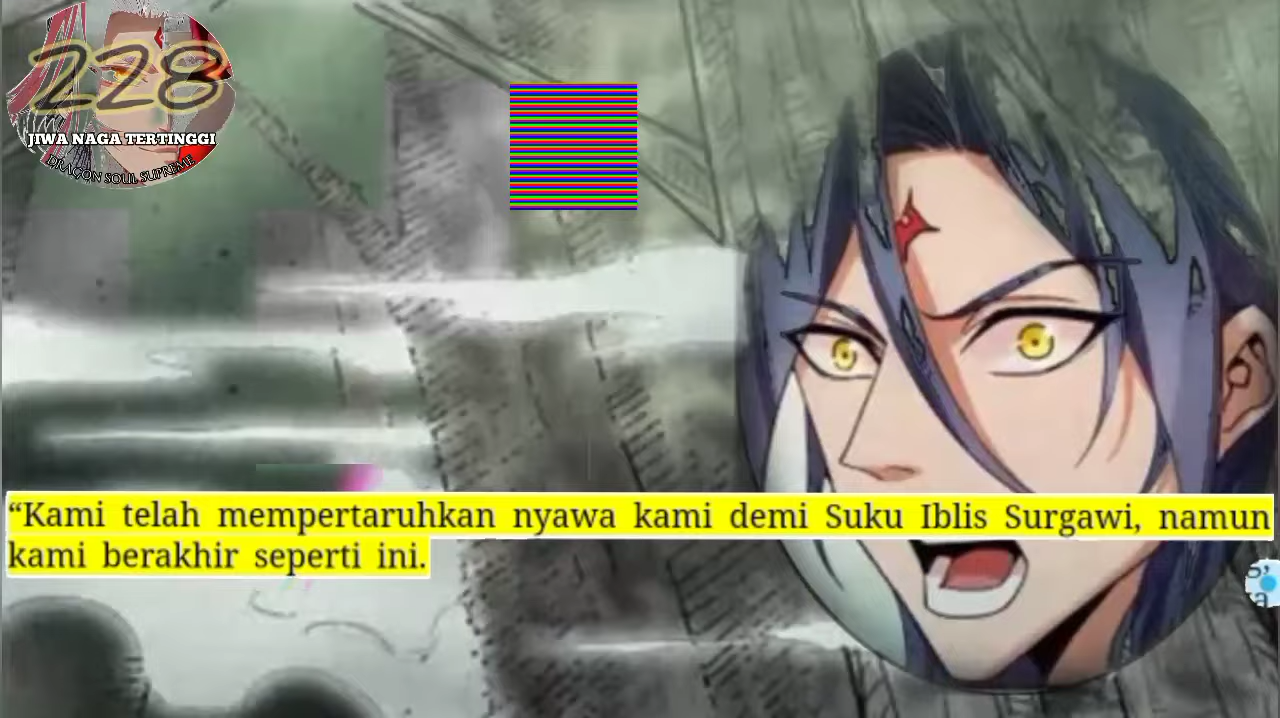 228
JIWA NAGA TERTINGGI
DRAGON SOUL SUPREME
“Kami telah mempertaruhkan nyawa kami demi Suku Iblis Surgawi, namun
kami berakhir seperti ini.